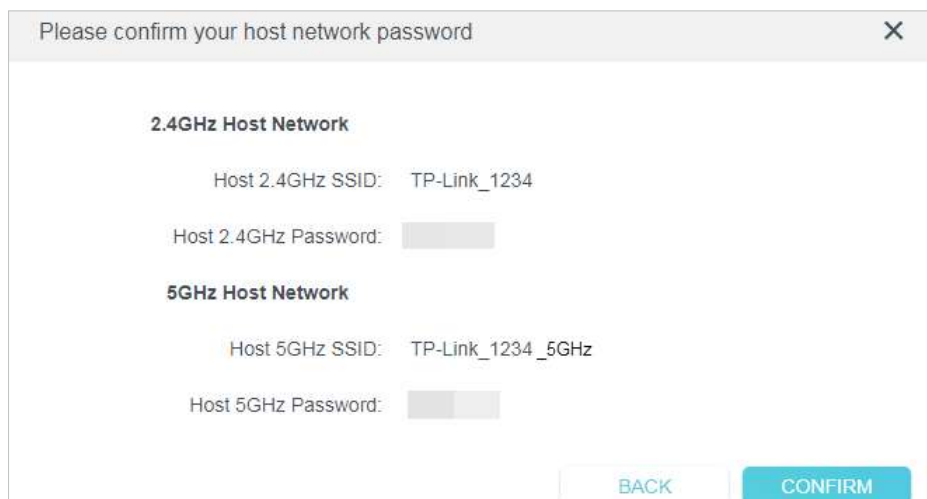 Please confirm your host network password
2.4GHz Host Network
Host 2.4GHz SSID: TP-Link_1234
Host 2.4GHz Password:
5GHz Host Network
Host 5GHz SSID: TP-Link_1234 _5GHz
Host 5GHz Password:
BACK CONFIRM